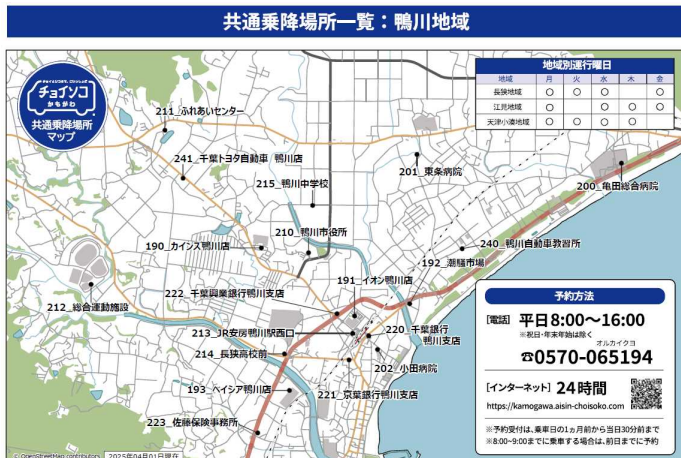 共通乗降場所一覧：鴨川地域
チョイソコ
かもがわ
共通乗降場所
マップ
地域別運行曜日
地域 月 火 水 木 金
長狭地域 ○ ○ ○ ○
江見地域 ○ ○ ○ ○
天津小湊地域 ○ ○ ○ ○
211_ふれあいセンター
241_千葉トヨタ自動車 鴨川店
201_東条病院
215_鴨川中学校
200_亀田総合病院
210_鴨川市役所
190_カインズ鴨川店
240_鴨川自動車教習所
192_潮騒市場
191_イオン鴨川店
222_千葉興業銀行鴨川支店
212_総合運動施設
213_JR安房鴨川駅西口
220_千葉銀行
鴨川支店
214_長狭高校前
202_小田病院
193_ベイシア鴨川店
221_京葉銀行鴨川支店
223_佐藤保険事務所
予約方法
[電話] 平日8:00〜16:00
※祝日・年末年始は除く
オルカイクヨ
☎0570-065194
[インターネット] 24時間
https://kamogawa.aisin-choisoko.com
※予約受付は、乗車日の1ヵ月前から当日30分前まで
※8:00~9:00までに乗車する場合は、前日までに予約
© OpenStreetMap contributors
2025年04月01日現在